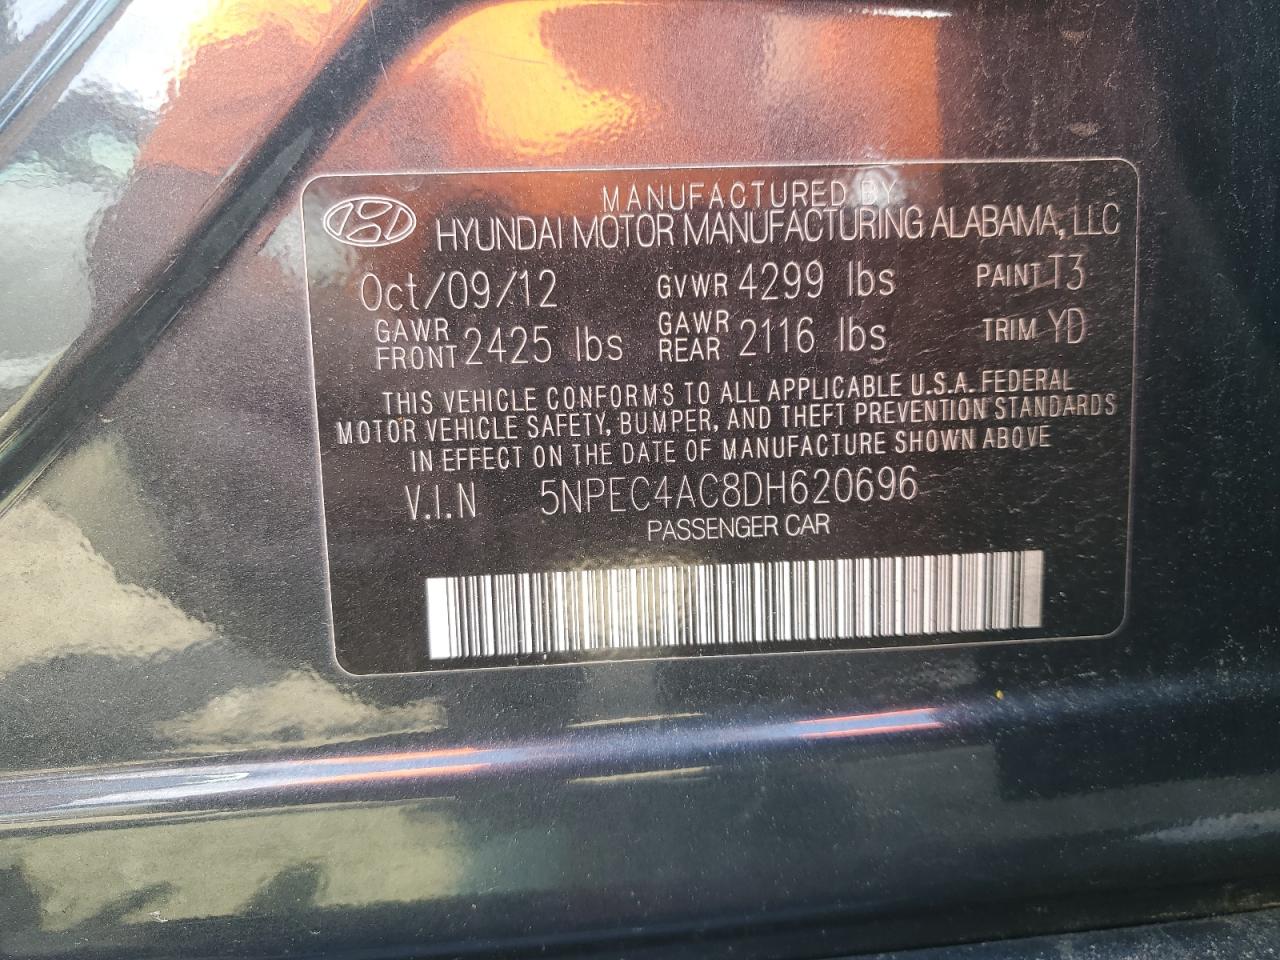 MANUFACTURED BY
HYUNDAI MOTOR MANUFACTURING ALABAMA, LLC
Oct/09/12 GVWR 4299 lbs PAINT T3
GAWR FRONT 2425 lbs GAWR REAR 2116 lbs TRIM YD
THIS VEHICLE CONFORMS TO ALL APPLICABLE U.S.A. FEDERAL
MOTOR VEHICLE SAFETY, BUMPER, AND THEFT PREVENTION STANDARDS
IN EFFECT ON THE DATE OF MANUFACTURE SHOWN ABOVE
V.I.N 5NPEC4AC8DH620696
PASSENGER CAR